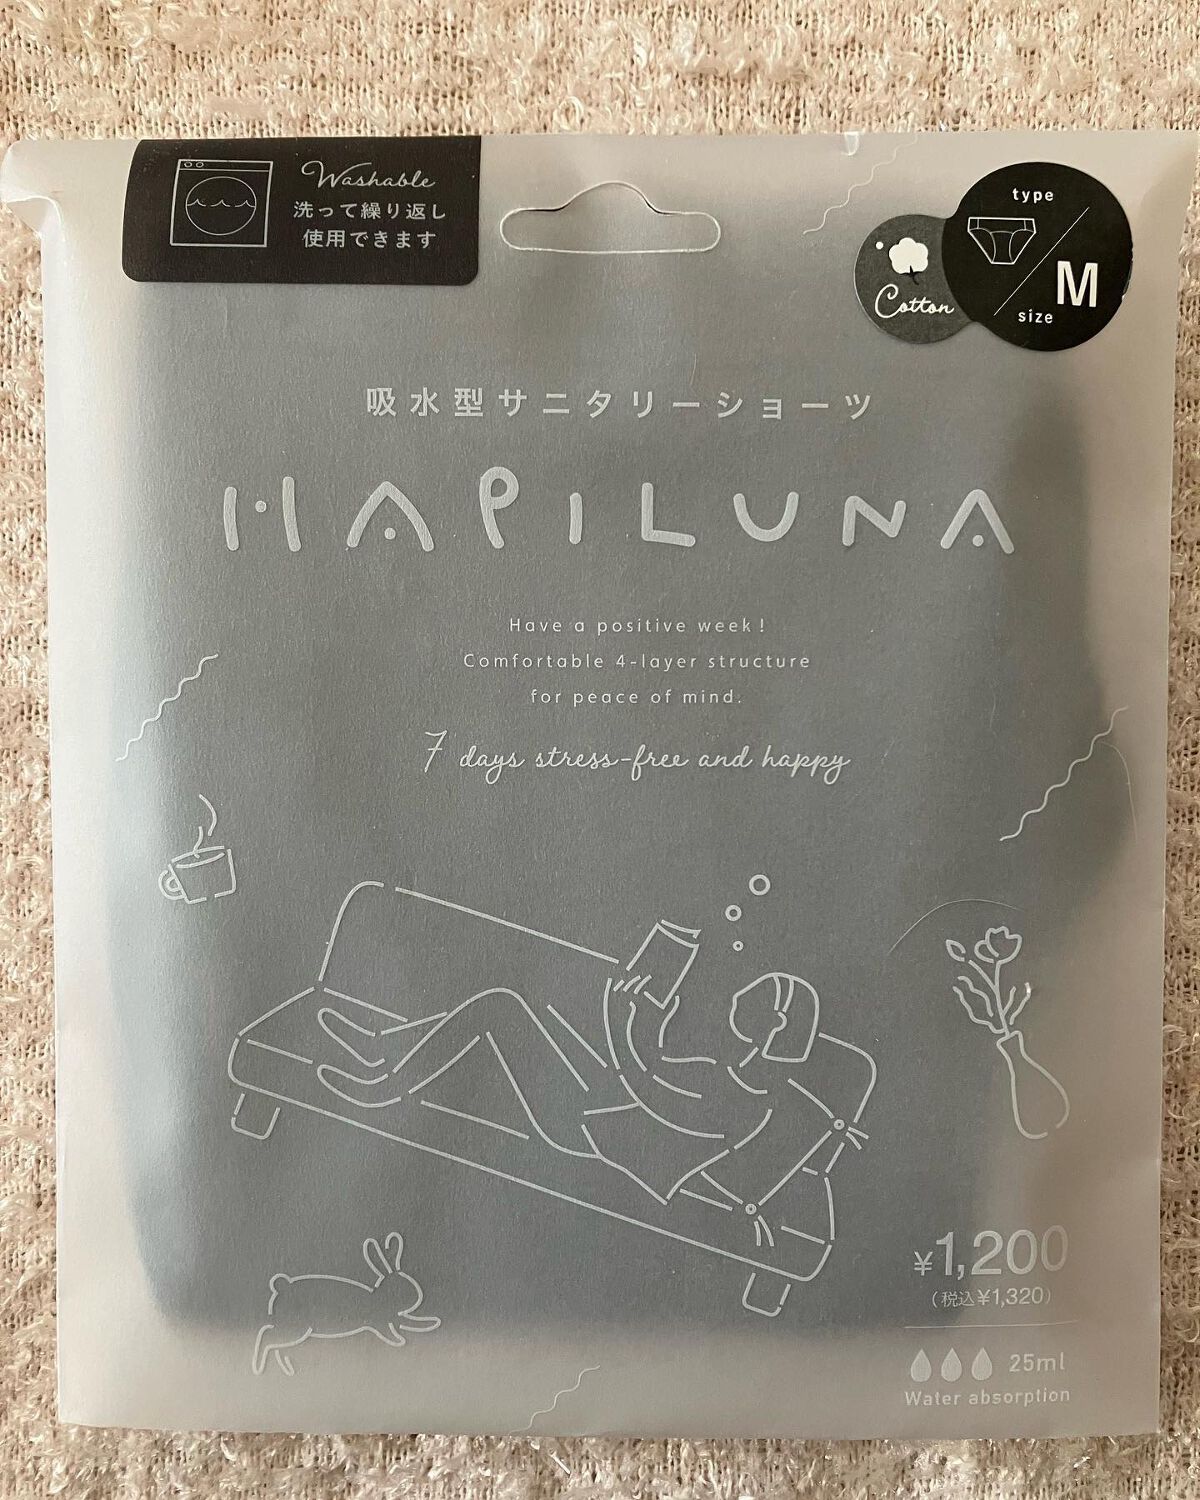 Washable
洗って繰り返し
使用できます
type
M
size
Cotton
吸水型サニタリーショーツ
HAPILUNA
Have a positive week!
Comfortable 4-layer structure
for peace of mind.
7 days stress-free and happy
¥1,200
(税込¥1,320)
25ml
Water absorption